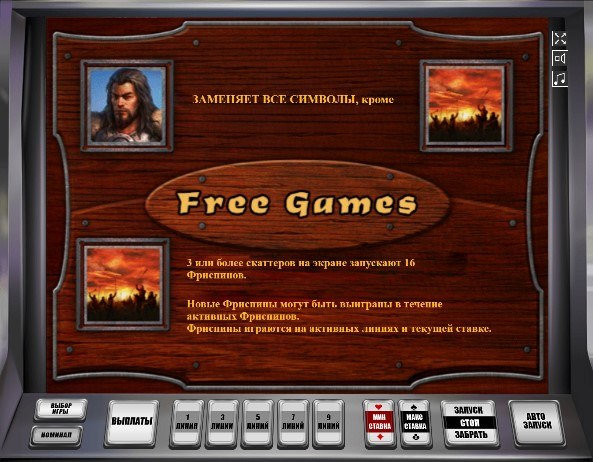 ЗАМЕНЯЕТ ВСЕ СИМВОЛЫ, кроме
Free Games
3 или более скаттеров на экране запускают 16
Фриспинов.
Новые Фриспины могут быть выиграны в течение
активных Фриспинов.
Фриспины играются на активных линиях и текущей ставке.
ВЫБОР
ИГРЫ
НОМИНАЛ
ВЫПЛАТЫ
1
ЛИНИЯ
3
ЛИНИИ
5
ЛИНИЙ
7
ЛИНИЙ
9
ЛИНИЙ
МИН
СТАВКА
МАКС
СТАВКА
ЗАПУСК
СТОП
ЗАБРАТЬ
АВТО
ЗАПУСК